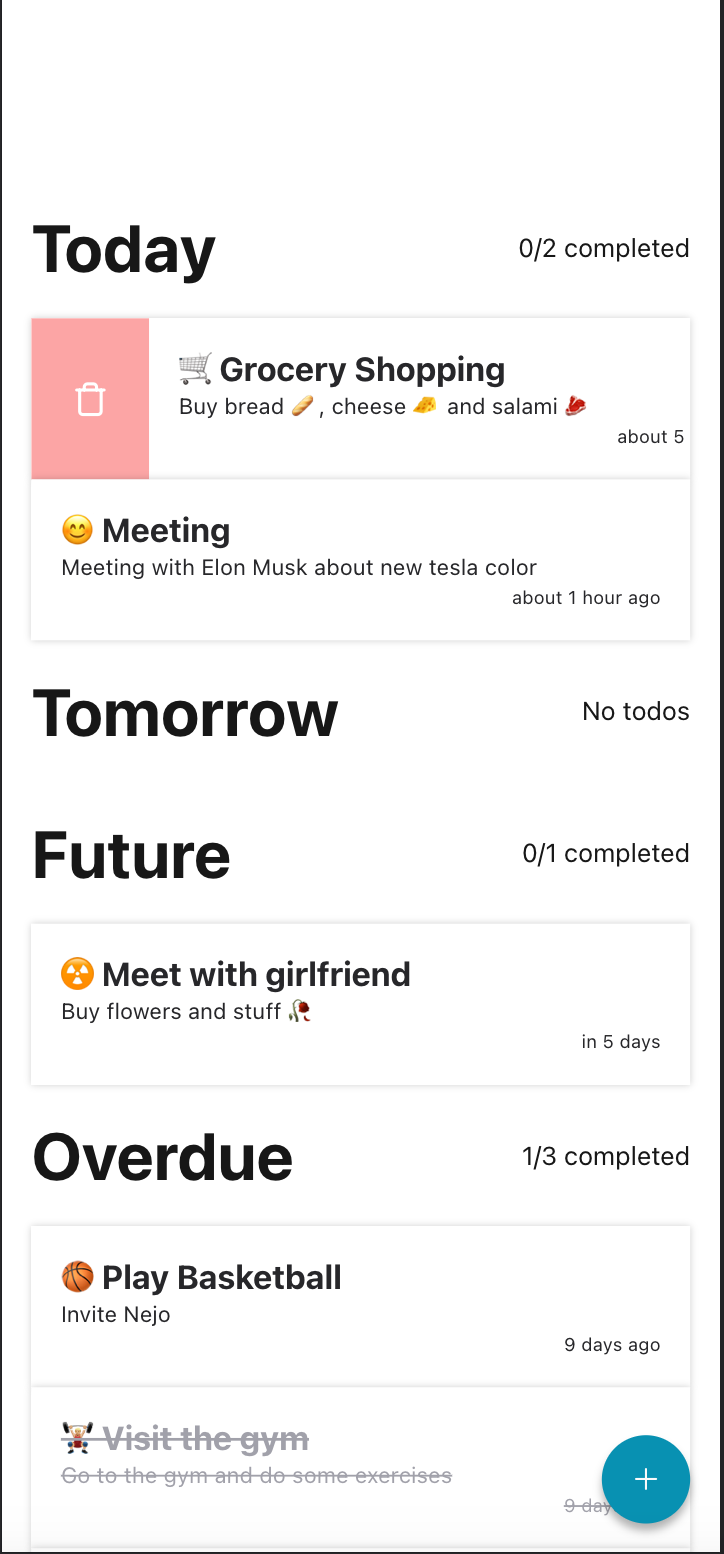 Today
0/2 completed
🛒 Grocery Shopping
Buy bread 🥖, cheese 🧀 and salami 🥩
about 5
😊 Meeting
Meeting with Elon Musk about new tesla color
about 1 hour ago
Tomorrow
No todos
Future
0/1 completed
☢️ Meet with girlfriend
Buy flowers and stuff 🥀
in 5 days
Overdue
1/3 completed
🏀 Play Basketball
Invite Nejo
9 days ago
🏋️ Visit the gym
Go to the gym and do some exercises
9 day